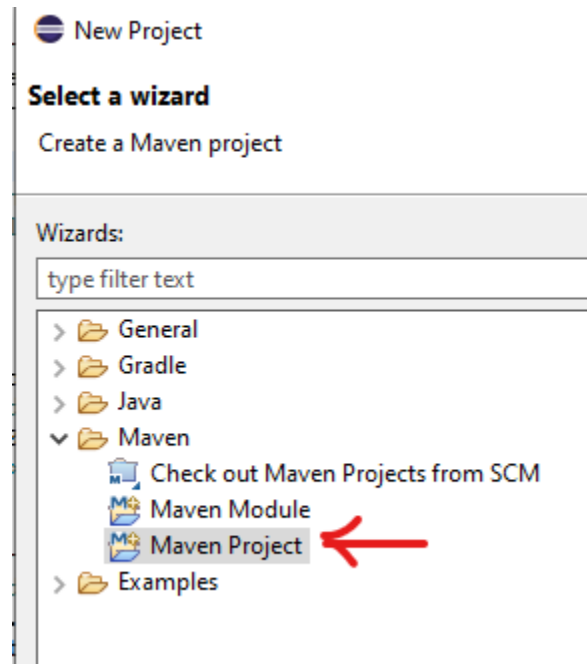 New Project
Select a wizard
Create a Maven project
Wizards:
type filter text
General
Gradle
Java
Maven
Check out Maven Projects from SCM
Maven Module
Maven Project
Examples